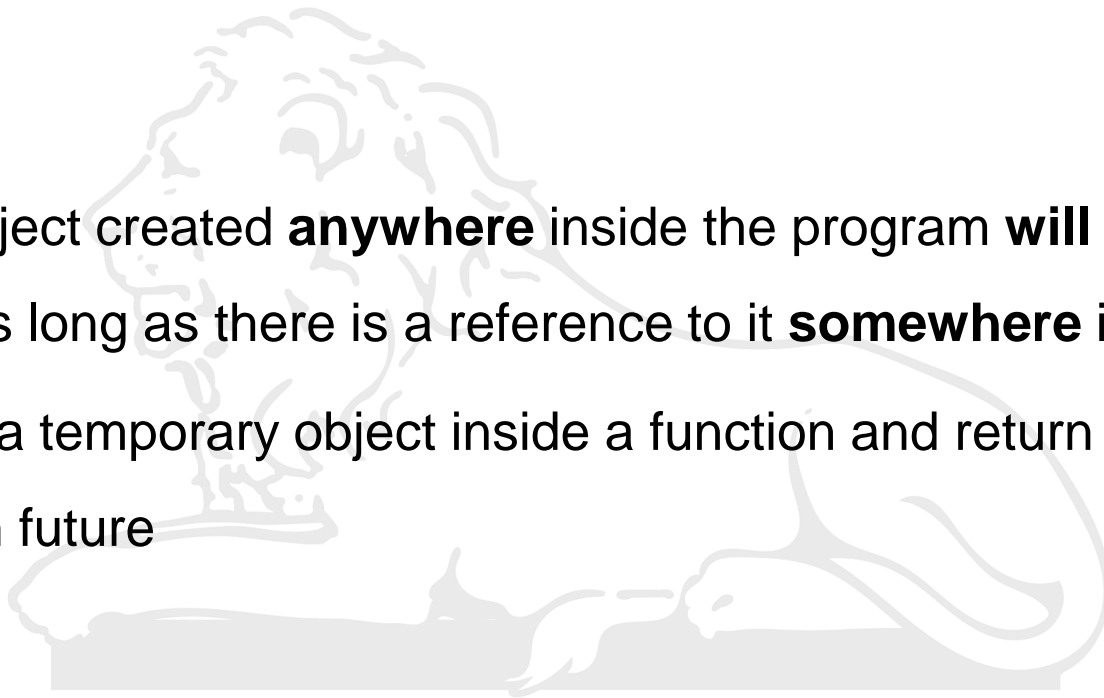 ject created anywhere inside the program will
s long as there is a reference to it somewhere i
a temporary object inside a function and return
future